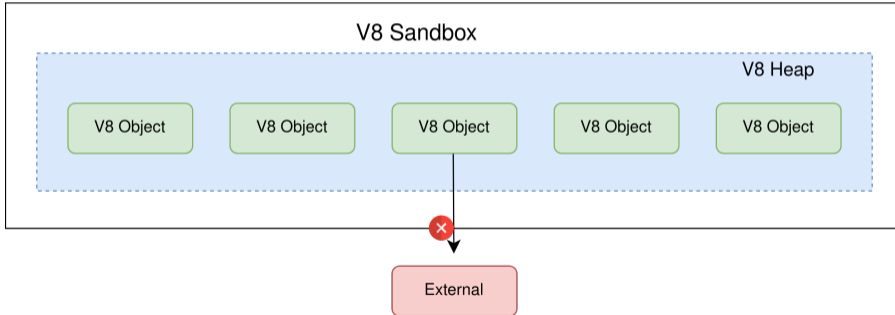 V8 Sandbox
V8 Heap
V8 Object V8 Object V8 Object V8 Object V8 Object
External